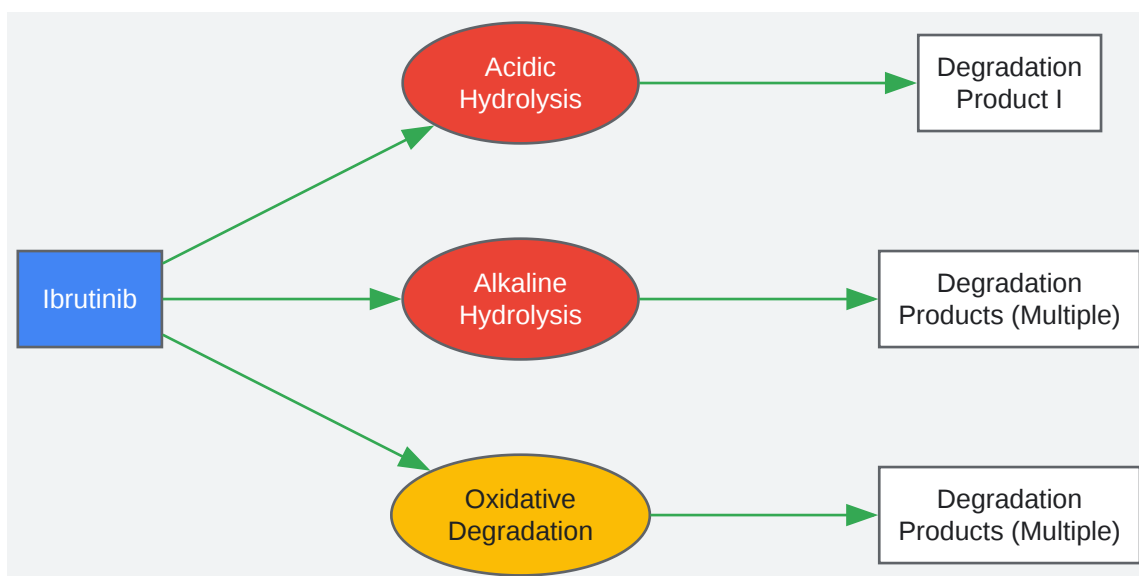 Acidic
Hydrolysis
Degradation
Product I
Ibrutinib
Alkaline
Hydrolysis
Degradation
Products (Multiple)
Oxidative
Degradation
Degradation
Products (Multiple)